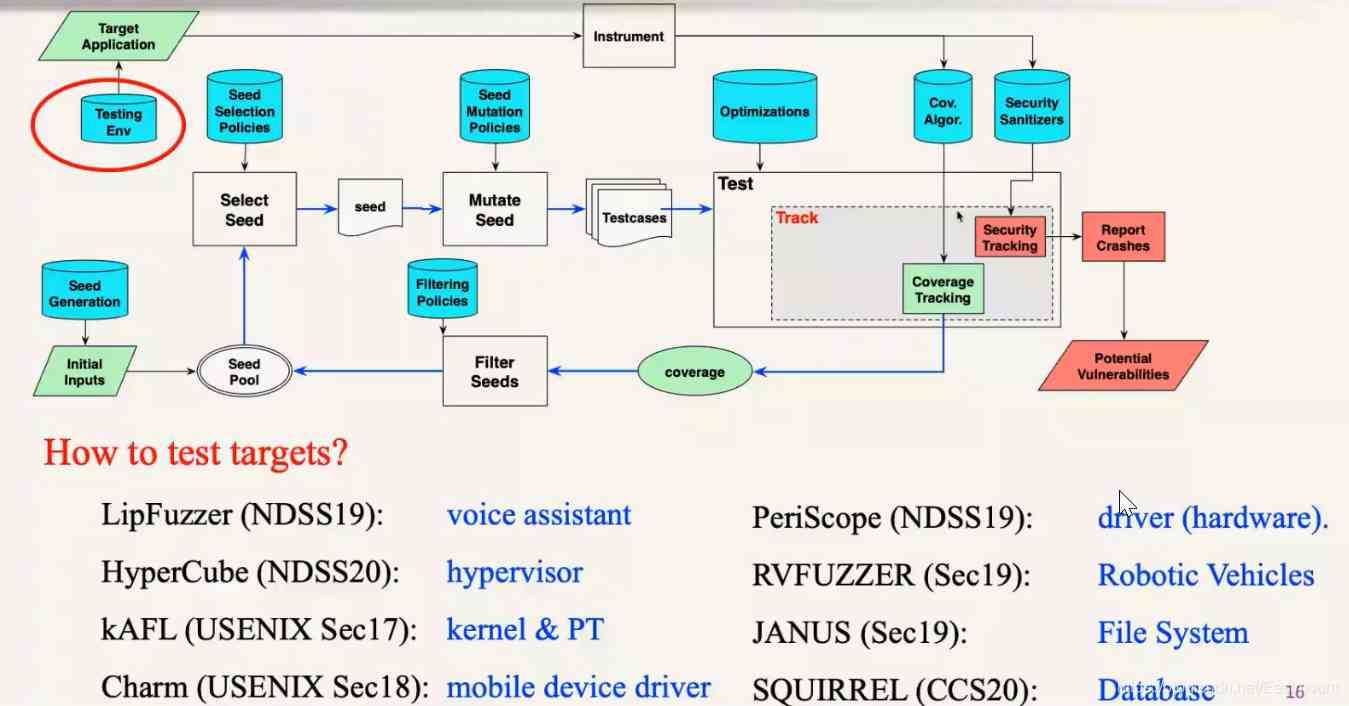 Target
Application
Instrument
Testing
Env
Seed
Selection
Policies
Seed
Mutation
Policies
Optimizations
Cov.
Algor.
Security
Sanitizers
Select
Seed
seed
Mutate
Seed
Testcases
Test
Track
Security
Tracking
Report
Crashes
Coverage
Tracking
Seed
Generation
Filtering
Policies
Initial
Inputs
Seed
Pool
Filter
Seeds
coverage
Potential
Vulnerabilities
How to test targets?
LipFuzzer (NDSS19): voice assistant
PeriScope (NDSS19): driver (hardware).
HyperCube (NDSS20): hypervisor
RVFUZZER (Sec19): Robotic Vehicles
kAFL (USENIX Sec17): kernel & PT
JANUS (Sec19): File System
Charm (USENIX Sec18): mobile device driver
SQUIRREL (CCS20): Database
16